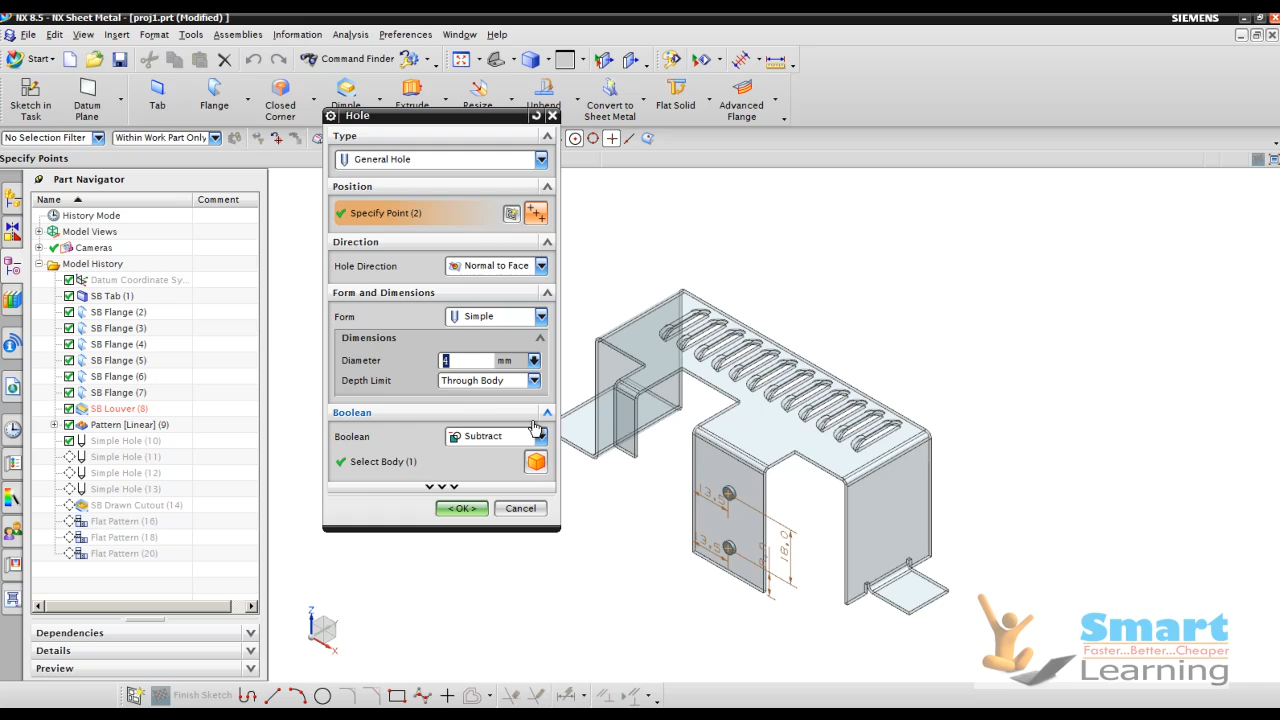 NX 8.5 - NX Sheet Metal - [proj1.prt (Modified) ]
SIEMENS
File Edit View Insert Format Tools Assemblies Information Analysis Preferences Window Help
Start
Command Finder
Sketch in Task
Datum Plane
Tab
Flange
Closed Corner
Dimple
Extrude
Resize
Unbend
Convert to Sheet Metal
Flat Solid
Advanced Flange
No Selection Filter
Within Work Part Only
Specify Points
Part Navigator
Name
Comment
History Mode
Model Views
Cameras
Model History
Datum Coordinate Sy...
SB Tab (1)
SB Flange (2)
SB Flange (3)
SB Flange (4)
SB Flange (5)
SB Flange (6)
SB Flange (7)
SB Louver (8)
Pattern [Linear] (9)
Simple Hole (10)
Simple Hole (11)
Simple Hole (12)
Simple Hole (13)
SB Drawn Cutout (14)
Flat Pattern (16)
Flat Pattern (18)
Flat Pattern (20)
Dependencies
Details
Preview
Hole
Type
General Hole
Position
Specify Point (2)
Direction
Hole Direction
Normal to Face
Form and Dimensions
Form
Simple
Dimensions
Diameter
4
mm
Depth Limit
Through Body
Boolean
Boolean
Subtract
Select Body (1)
< OK >
Cancel
13.5
18.0
Z
X
Finish Sketch
Smart
Faster...Better...Cheaper
Learning